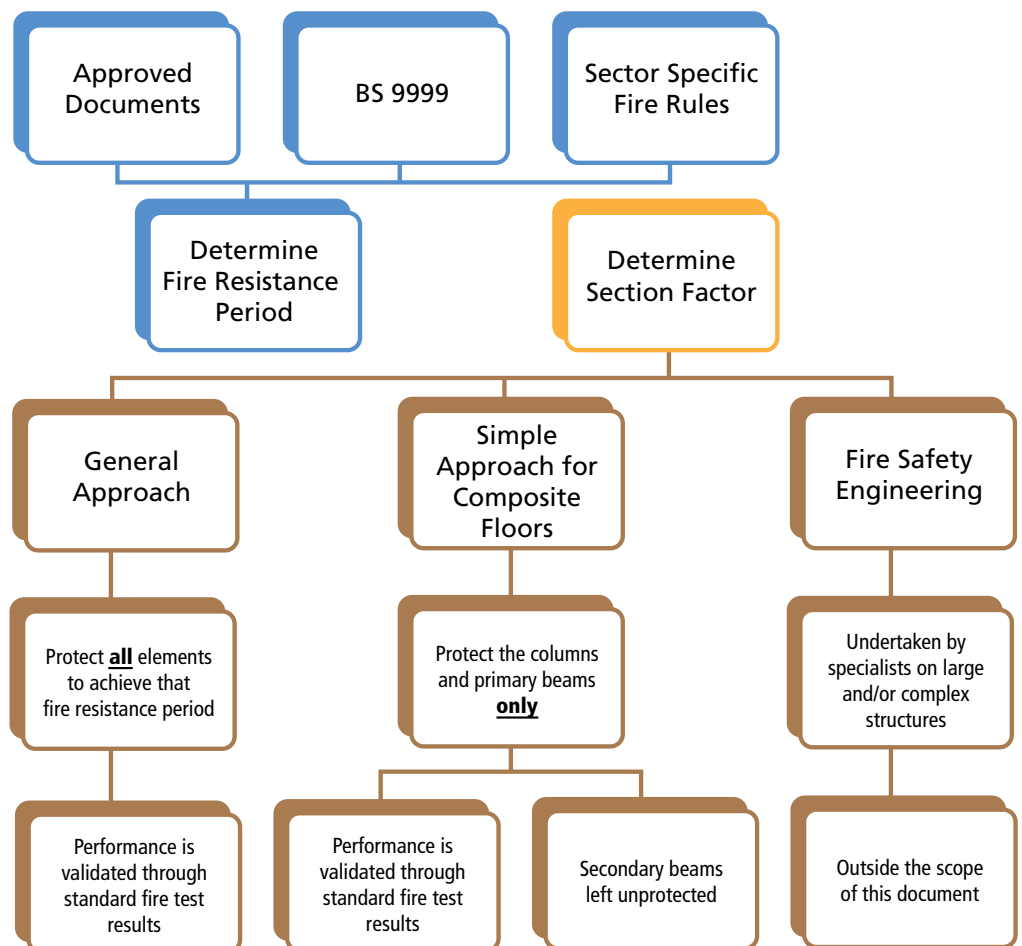 Approved
Documents
BS 9999
Sector Specific
Fire Rules
Determine
Fire Resistance
Period
Determine
Section Factor
General
Approach
Simple
Approach for
Composite
Floors
Fire Safety
Engineering
Protect all elements
to achieve that
fire resistance period
Protect the columns
and primary beams
only
Undertaken by
specialists on large
and/or complex
structures
Performance is
validated through
standard fire test
results
Performance is
validated through
standard fire test
results
Secondary beams
left unprotected
Outside the scope
of this document